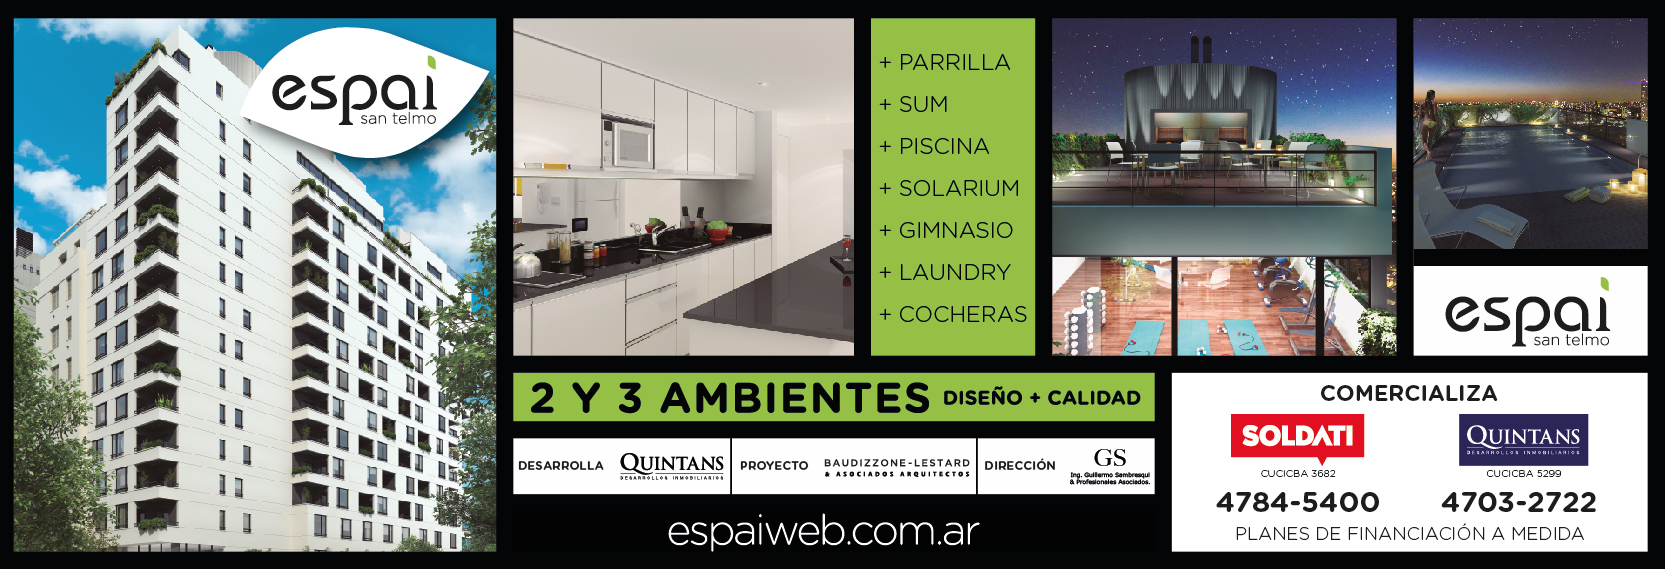 espai
san telmo
+ PARRILLA
+ SUM
+ PISCINA
+ SOLARIUM
+ GIMNASIO
+ LAUNDRY
+ COCHERAS
espai
san telmo
2 Y 3 AMBIENTES DISEÑO + CALIDAD
DESARROLLA
QUINTANS
DESARROLLOS INMOBILIARIOS
PROYECTO
BAUDIZZONE-LESTARD
& ASOCIADOS ARQUITECTOS
DIRECCIÓN
GS
Ing. Guillermo Sambresqui
& Profesionales Asociados.
espaiweb.com.ar
COMERCIALIZA
SOLDATI
CUCICBA 3682
4784-5400
QUINTANS
DESARROLLOS INMOBILIARIOS
CUCICBA 5299
4703-2722
PLANES DE FINANCIACIÓN A MEDIDA